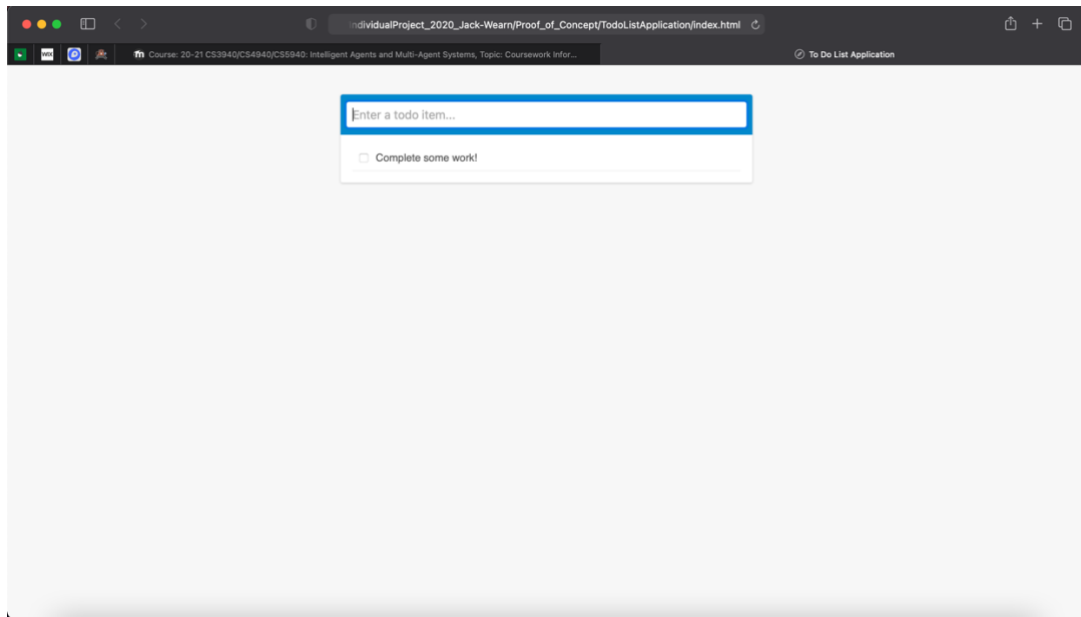 ndividualProject_2020_Jack-Wearn/Proof_of_Concept/TodoListApplication/index.html
WIX
m Course: 20-21 CS3940/CS4940/CS5940: Intelligent Agents and Multi-Agent Systems, Topic: Coursework Infor...
To Do List Application
Enter a todo item...
Complete some work!